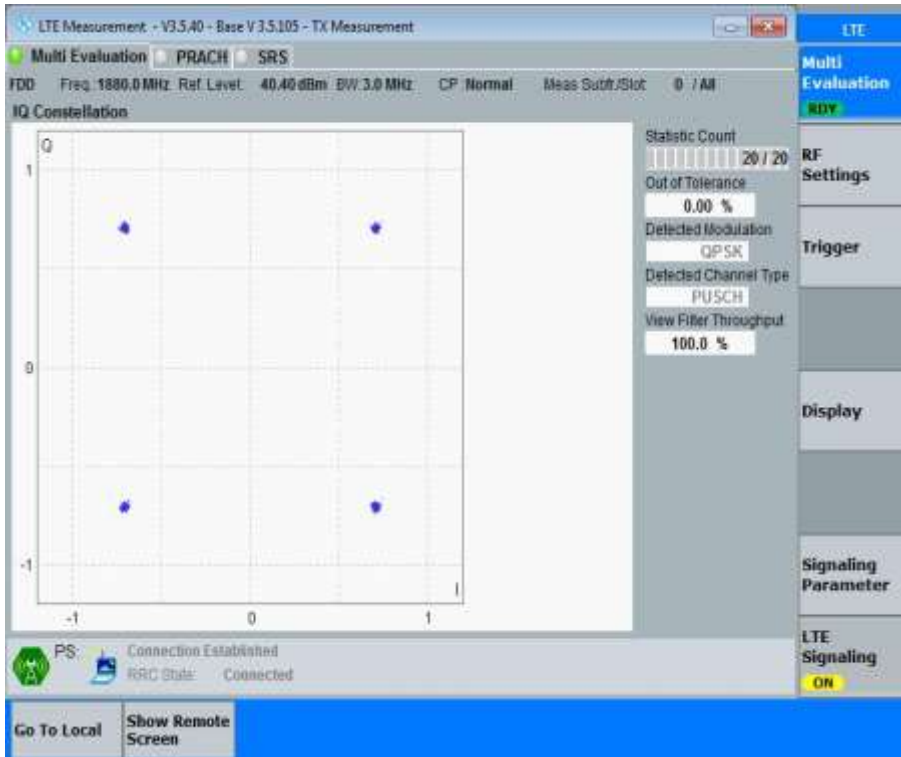 LTE Measurement - V3.5.40 - Base V 3.5.105 - TX Measurement
LTE
Multi Evaluation PRACH SRS
FDD Freq: 1880.0 MHz Ref. Level: 40.40 dBm BW: 3.0 MHz CP: Normal Meas Subfr./Slot: 0 / All
IQ Constellation
Q
1
0
-1
-1 0 1
I
Statistic Count
20 / 20
Out of Tolerance
0.00 %
Detected Modulation
QPSK
Detected Channel Type
PUSCH
View Filter Throughput
100.0 %
Multi
Evaluation
RDY
RF
Settings
Trigger
Display
Signaling
Parameter
LTE
Signaling
ON
PS: Connection Established
RRC State: Connected
Go To Local
Show Remote
Screen